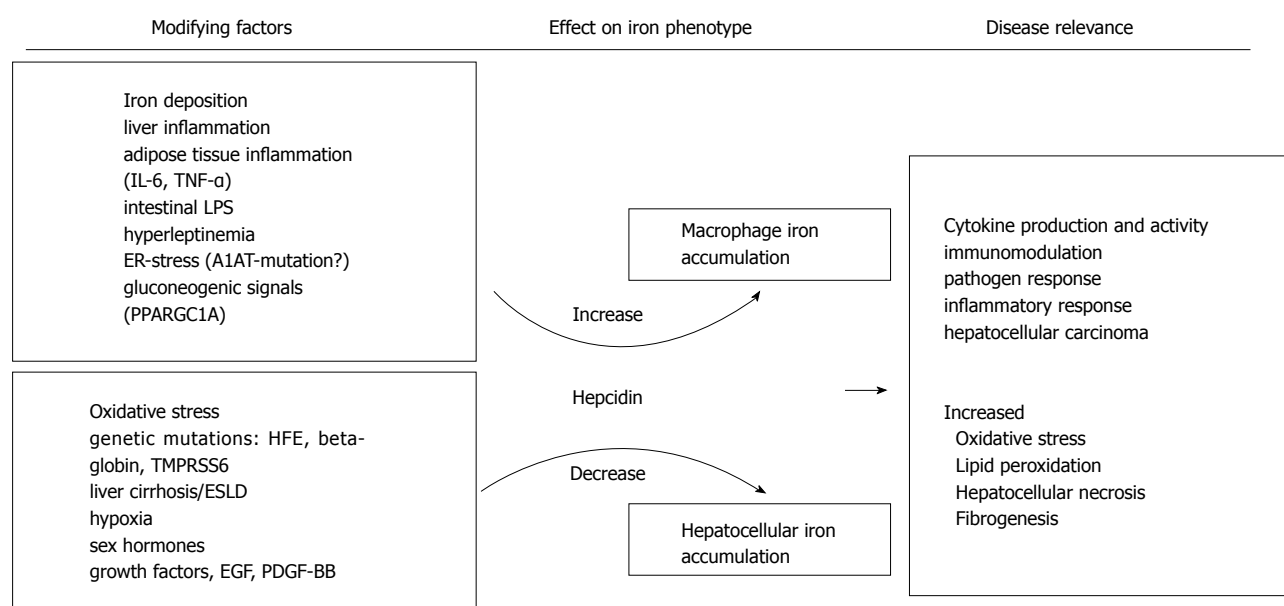 Modifying factors
Effect on iron phenotype
Disease relevance
Iron deposition
liver inflammation
adipose tissue inflammation
(IL-6, TNF-α)
intestinal LPS
hyperleptinemia
ER-stress (A1AT-mutation?)
gluconeogenic signals
(PPARGC1A)
Oxidative stress
genetic mutations: HFE, beta-
globin, TMPRSS6
liver cirrhosis/ESLD
hypoxia
sex hormones
growth factors, EGF, PDGF-BB
Macrophage iron
accumulation
Increase
Hepcidin
Decrease
Hepatocellular iron
accumulation
Cytokine production and activity
immunomodulation
pathogen response
inflammatory response
hepatocellular carcinoma
Increased
Oxidative stress
Lipid peroxidation
Hepatocellular necrosis
Fibrogenesis